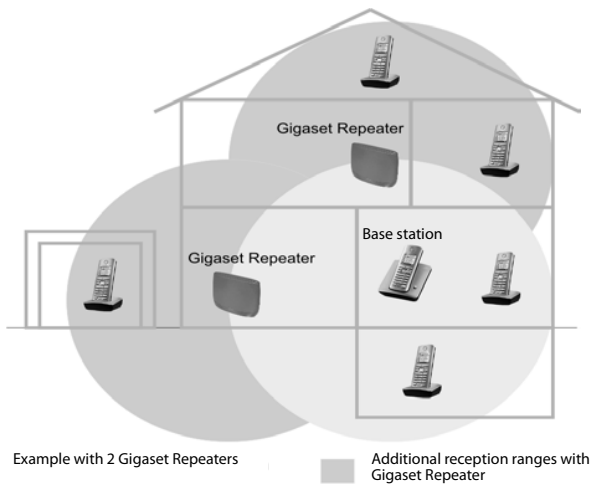 Gigaset Repeater
Base station
Gigaset Repeater
Example with 2 Gigaset Repeaters
Additional reception ranges with
Gigaset Repeater